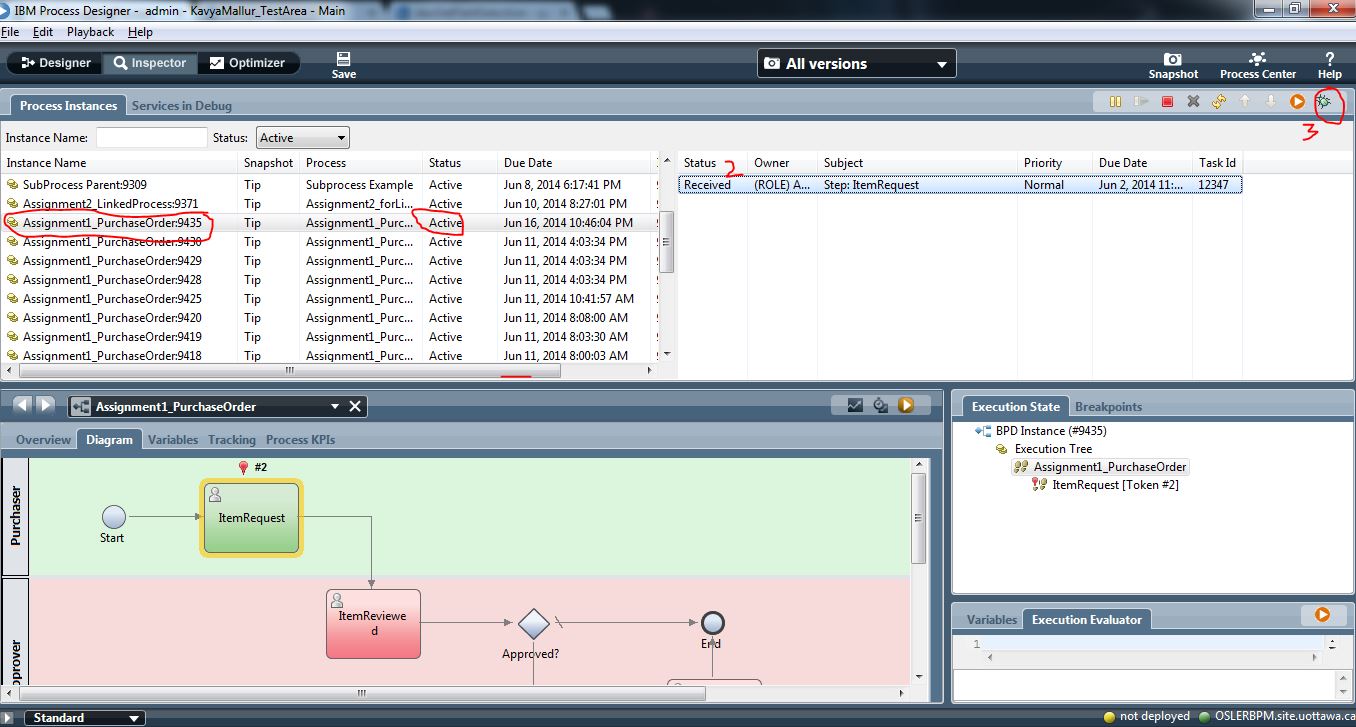 IBM Process Designer - admin - KavyaMallur_TestArea - Main
File Edit Playback Help
Designer Inspector Optimizer Save All versions Snapshot Process Center Help
Process Instances Services in Debug
3
Instance Name: Status: Active
Instance Name Snapshot Process Status Due Date
Status 2 Owner Subject Priority Due Date Task Id
Received (ROLE) A... Step: ItemRequest Normal Jun 2, 2014 11:... 12347
SubProcess Parent:9309 Tip Subprocess Example Active Jun 8, 2014 6:17:41 PM
Assignment2_LinkedProcess:9371 Tip Assignment2_forLi... Active Jun 10, 2014 8:27:01 PM
Assignment1_PurchaseOrder:9435 Tip Assignment1_Purc... Active Jun 16, 2014 10:46:04 PM
Assignment1_PurchaseOrder:9430 Tip Assignment1_Purc... Active Jun 11, 2014 4:03:34 PM
Assignment1_PurchaseOrder:9429 Tip Assignment1_Purc... Active Jun 11, 2014 4:03:34 PM
Assignment1_PurchaseOrder:9428 Tip Assignment1_Purc... Active Jun 11, 2014 4:03:34 PM
Assignment1_PurchaseOrder:9425 Tip Assignment1_Purc... Active Jun 11, 2014 10:41:57 AM
Assignment1_PurchaseOrder:9420 Tip Assignment1_Purc... Active Jun 11, 2014 8:08:00 AM
Assignment1_PurchaseOrder:9419 Tip Assignment1_Purc... Active Jun 11, 2014 8:03:30 AM
Assignment1_PurchaseOrder:9418 Tip Assignment1_Purc... Active Jun 11, 2014 8:00:03 AM
Assignment1_PurchaseOrder
Overview Diagram Variables Tracking Process KPIs
Purchaser
#2
ItemRequest
Start
pprover
ItemReviewe
d
Approved?
End
Execution State Breakpoints
BPD Instance (#9435)
Execution Tree
Assignment1_PurchaseOrder
ItemRequest [Token #2]
Variables Execution Evaluator
1
Standard not deployed OSLERBPM.site.uottawa.ca